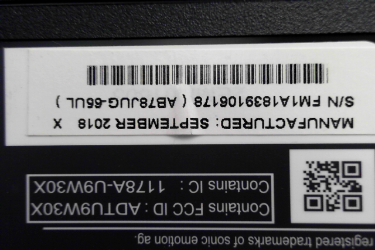 registered trademarks of sonic emotion ag.
Contains FCC ID : ADTU9W30X
Contains IC : 1178A-U9W30X
MANUFACTURED: SEPTEMBER 2018 X
S/N FM1A1839106178 ( AB78JUG-65UL )